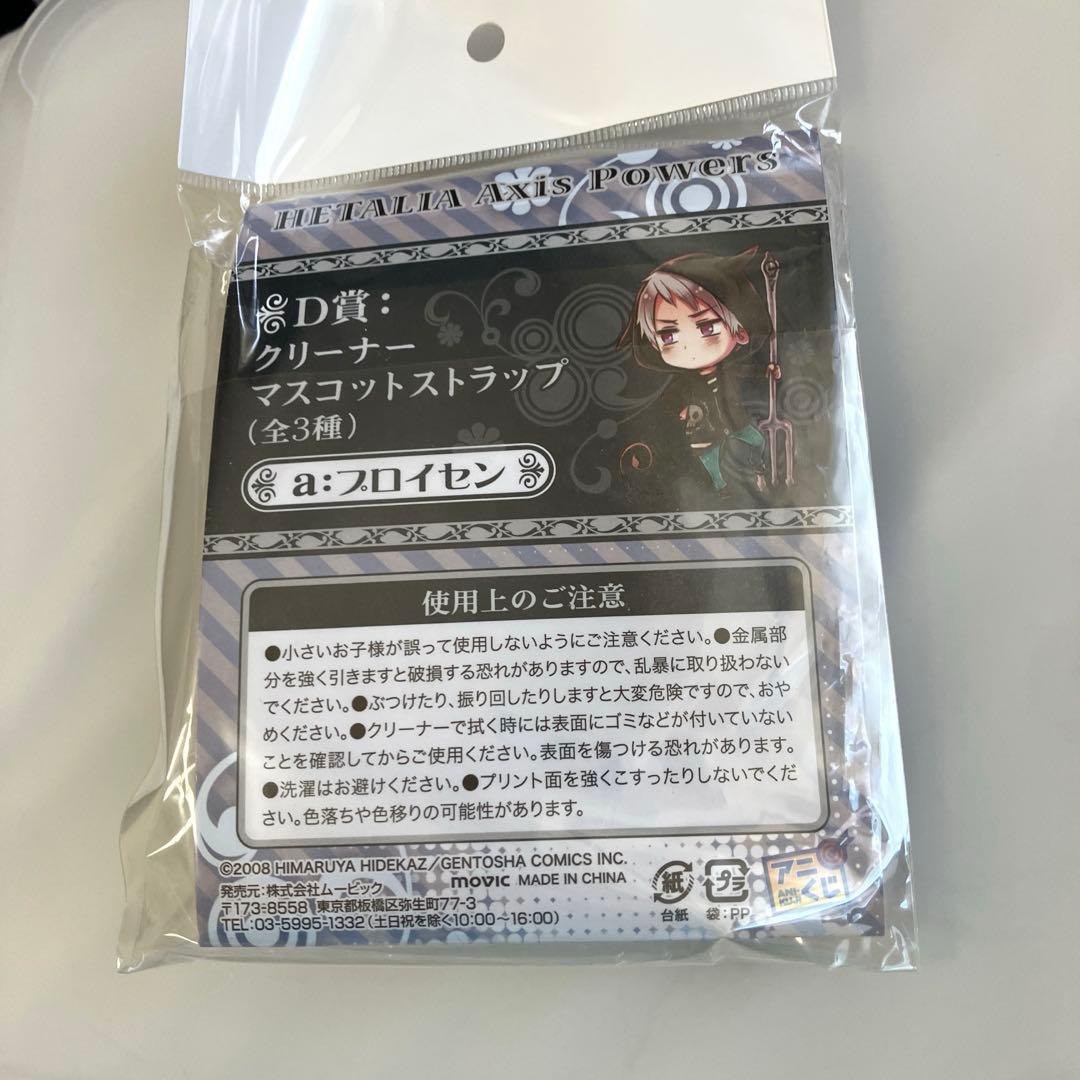 HETALIA Axis Powers
D賞：
クリーナー
マスコットストラップ
（全3種）
a：プロイセン
使用上のご注意
●小さいお子様が誤って使用しないようにご注意ください。●金属部
分を強く引きますと破損する恐れがありますので、乱暴に取り扱わない
でください。●ぶつけたり、振り回したりしますと大変危険ですので、おや
めください。●クリーナーで拭く時には表面にゴミなどが付いていない
ことを確認してからご使用ください。表面を傷つける恐れがあります。
●洗濯はお避けください。●プリント面を強くこすったりしないでくだ
さい。色落ちや色移りの可能性があります。
©2008 HIMARUYA HIDEKAZ/GENTOSHA COMICS INC.
movic MADE IN CHINA
発売元：株式会社ムービック
〒173-8558 東京都板橋区弥生町77-3
TEL:03-5995-1332（土日祝を除く10:00〜16:00）
紙
台紙
プラ
袋：PP
アニくじ
ANI-KUJI